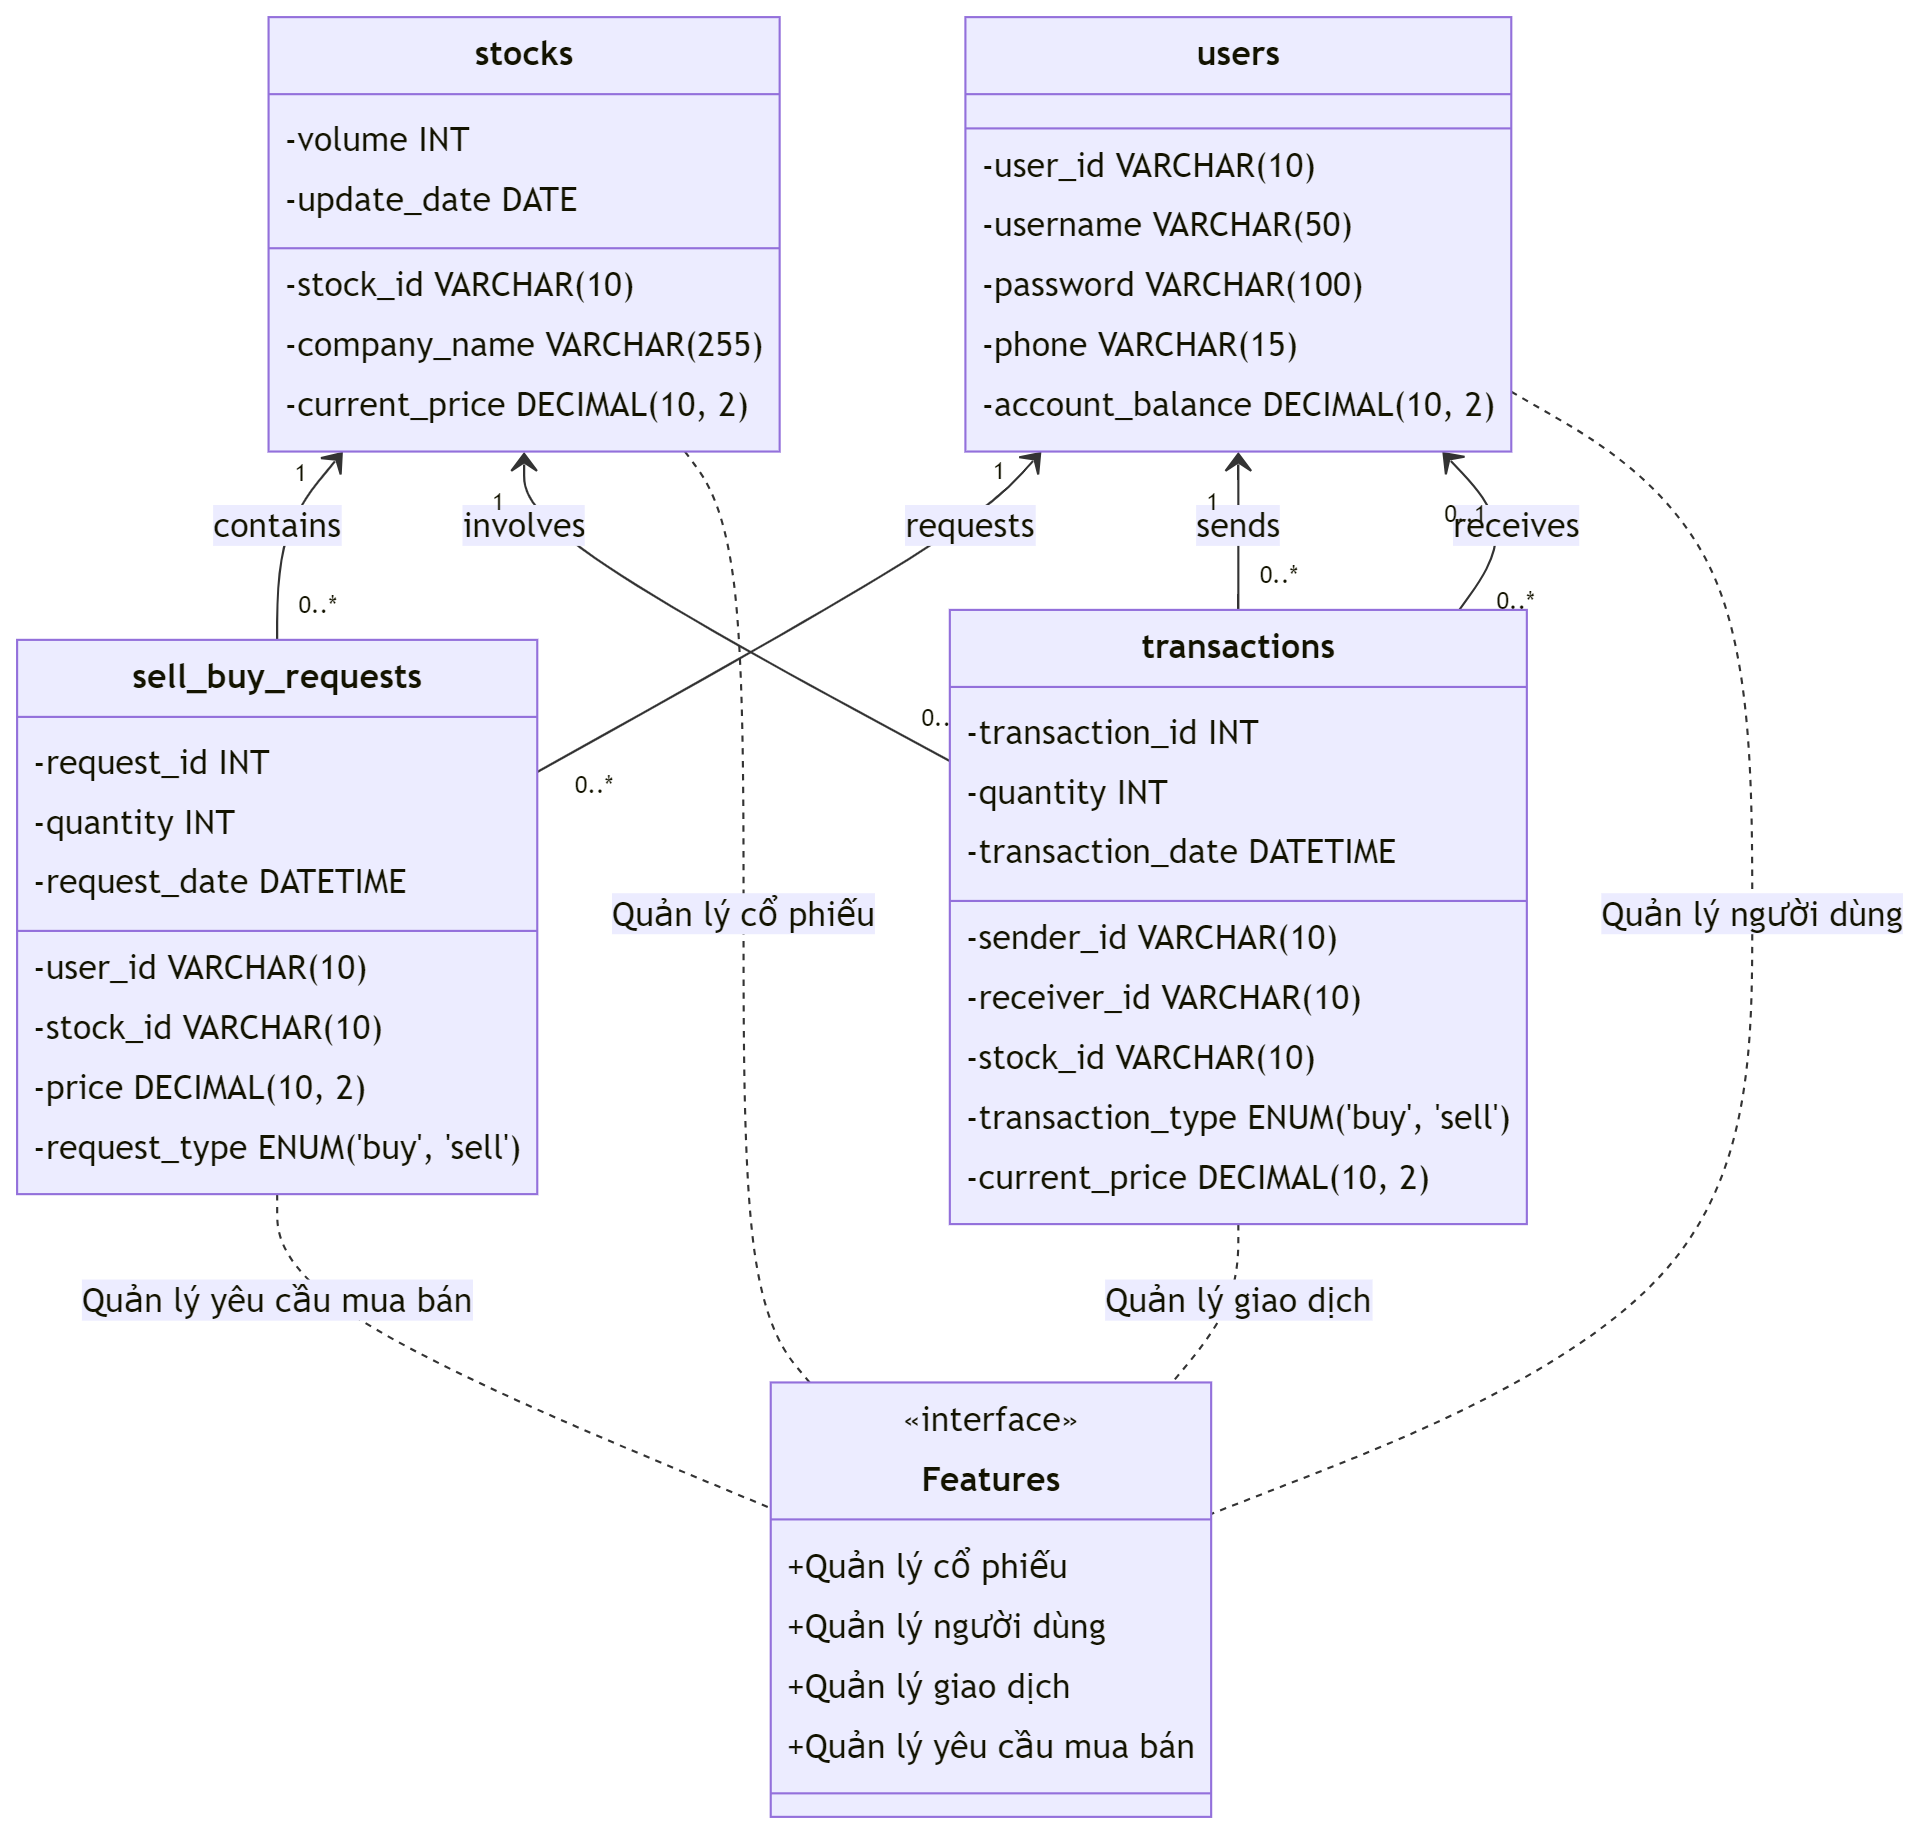 stocks
-volume INT
-update_date DATE
-stock_id VARCHAR(10)
-company_name VARCHAR(255)
-current_price DECIMAL(10, 2)
users
-user_id VARCHAR(10)
-username VARCHAR(50)
-password VARCHAR(100)
-phone VARCHAR(15)
-account_balance DECIMAL(10, 2)
1
contains
0..*
1
involves
0..
1
requests
0..*
1
sends
0..*
0..1
receives
0..*
sell_buy_requests
-request_id INT
-quantity INT
-request_date DATETIME
-user_id VARCHAR(10)
-stock_id VARCHAR(10)
-price DECIMAL(10, 2)
-request_type ENUM('buy', 'sell')
transactions
-transaction_id INT
-quantity INT
-transaction_date DATETIME
-sender_id VARCHAR(10)
-receiver_id VARCHAR(10)
-stock_id VARCHAR(10)
-transaction_type ENUM('buy', 'sell')
-current_price DECIMAL(10, 2)
Quản lý cổ phiếu
Quản lý người dùng
Quản lý yêu cầu mua bán
Quản lý giao dịch
«interface»
Features
+Quản lý cổ phiếu
+Quản lý người dùng
+Quản lý giao dịch
+Quản lý yêu cầu mua bán